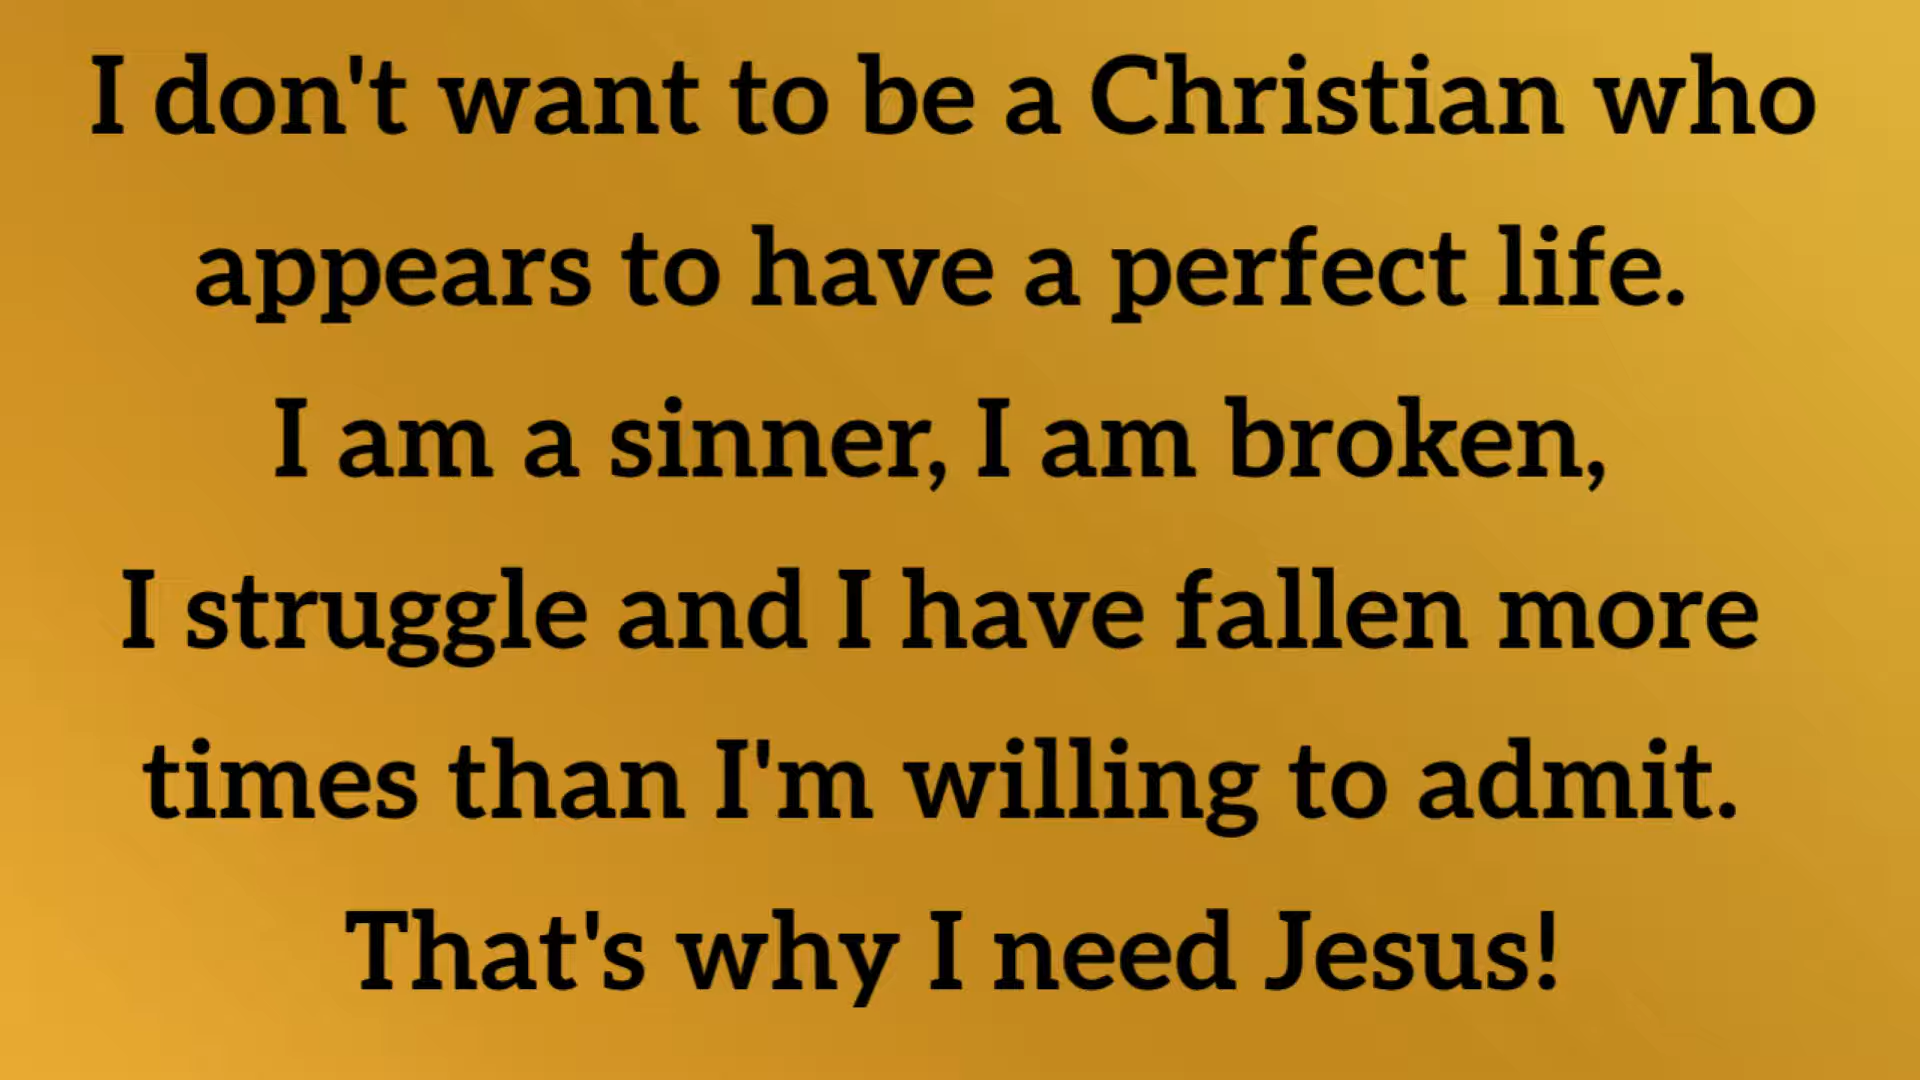 I don't want to be a Christian who
appears to have a perfect life.
I am a sinner, I am broken,
I struggle and I have fallen more
times than I'm willing to admit.
That's why I need Jesus!